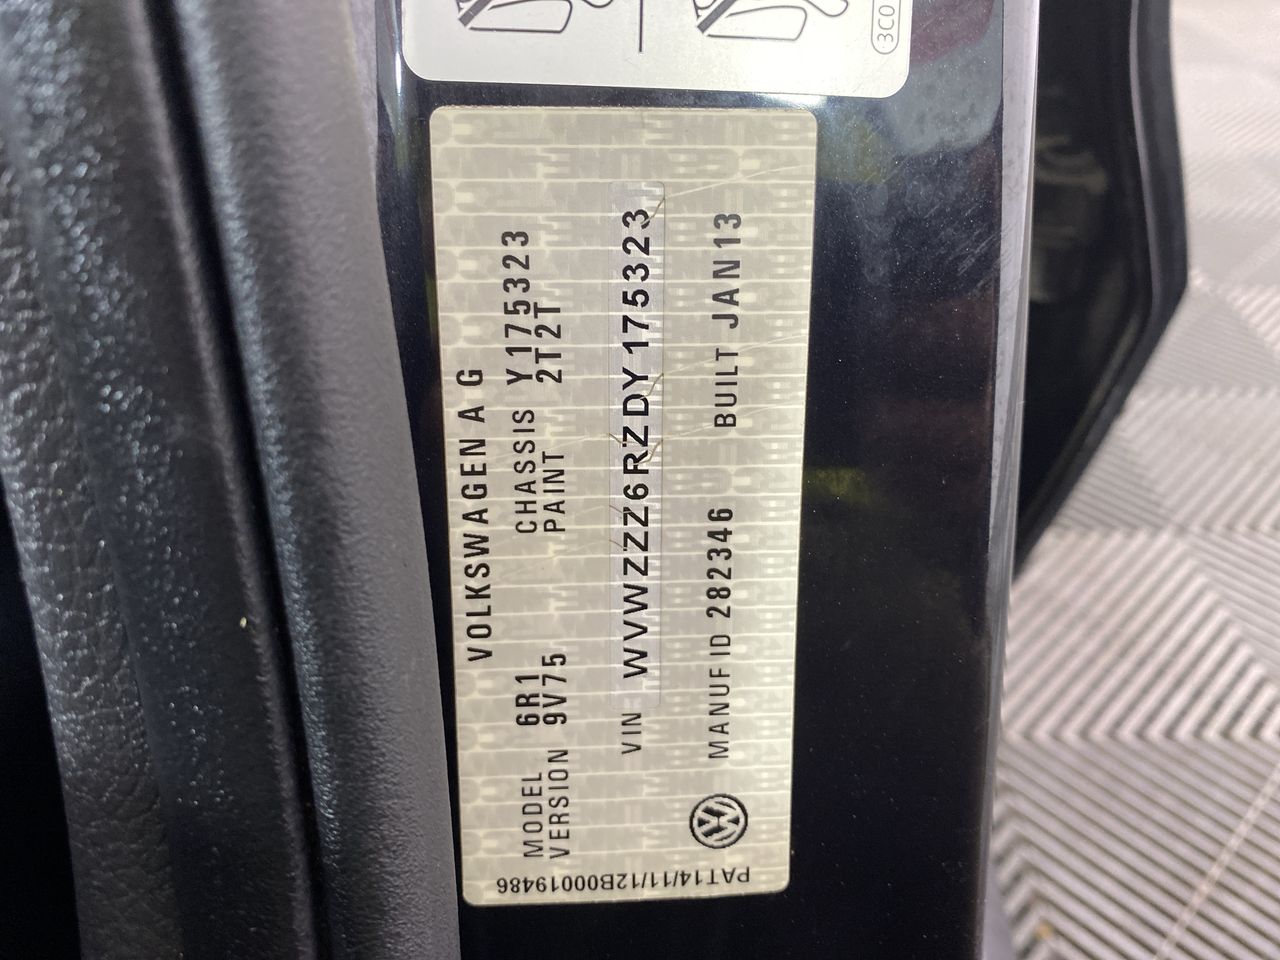 3C0
VOLKSWAGEN A G
MODEL 6R1 CHASSIS Y175323
VERSION 9V75 PAINT 2T2T
VIN WVWZZZ6RZDY175323
MANUF ID 282346 BUILT JAN13
PAT14/11/12B000019486